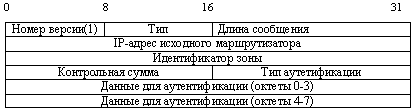 0 8 16 31
Номер версии(1) Тип Длина сообщения
IP-адрес исходного маршрутизатора
Идентификатор зоны
Контрольная сумма Тип аутетификации
Данные для аутентификации (октеты 0-3)
Данные для аутентификации (октеты 4-7)